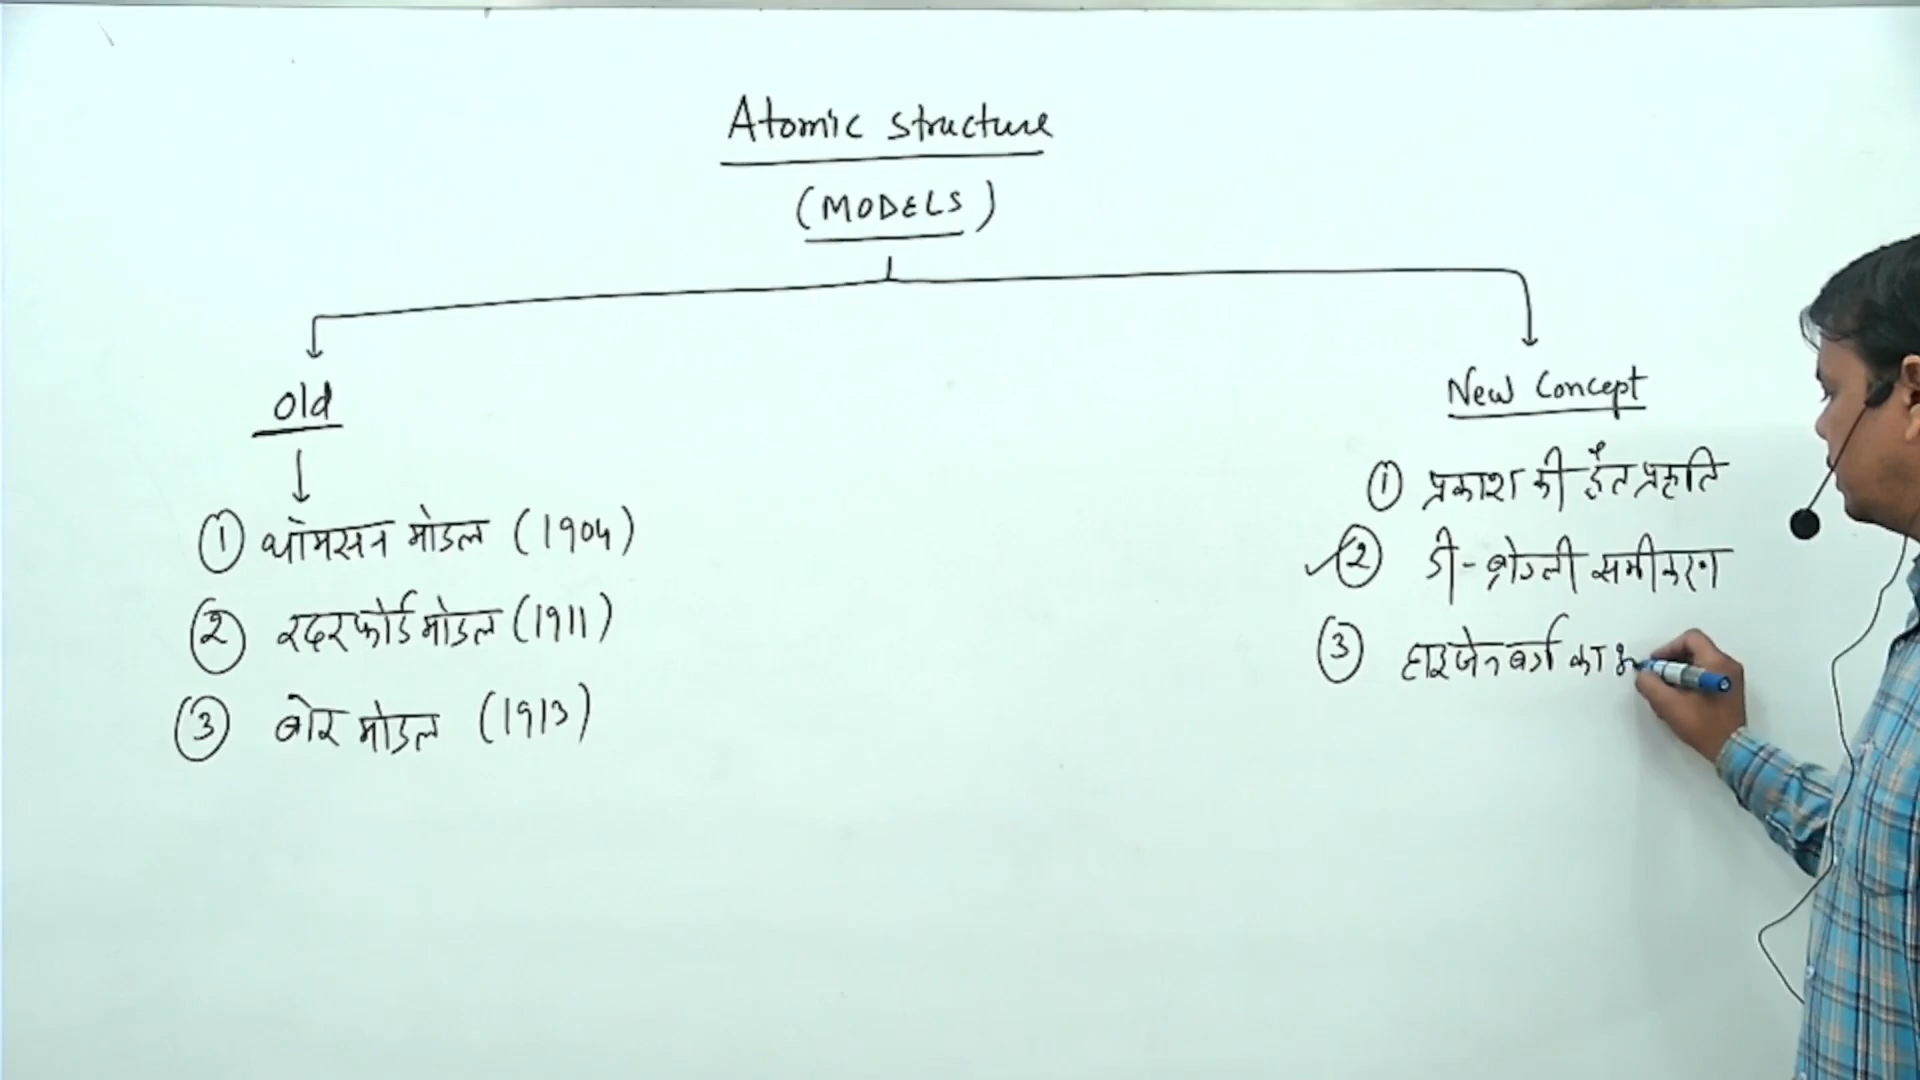 Atomic structure
(MODELS)
Old
① थॉमसन मोडल (1904)
② रदरफोर्ड मोडल (1911)
③ बोर मोडल (1913)
New Concept
① प्रकाश की द्वैत प्रकृति
② डी-ब्रोग्ली समीकरण
③ हाइजेनबर्ग का